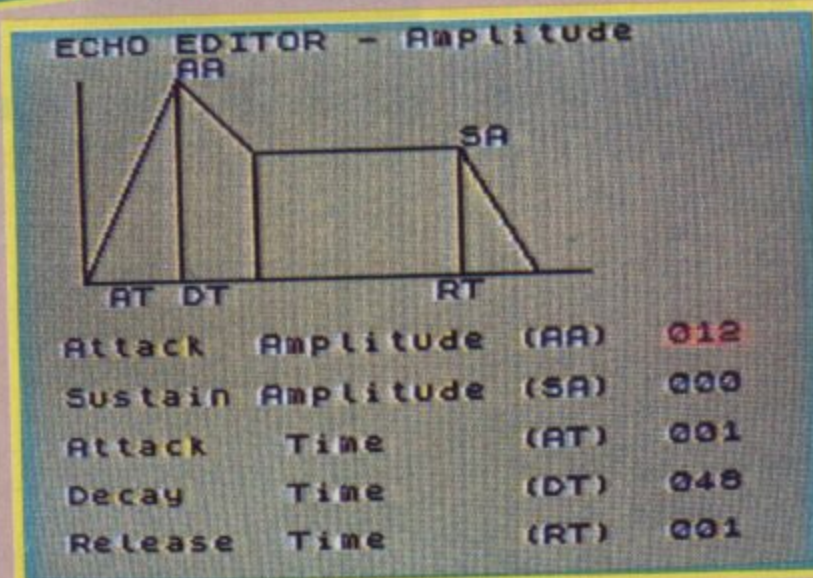 ECHO EDITOR - Amplitude
AA
SA
AT DT RT
Attack Amplitude (AA) 012
Sustain Amplitude (SA) 000
Attack Time (AT) 001
Decay Time (DT) 048
Release Time (RT) 001